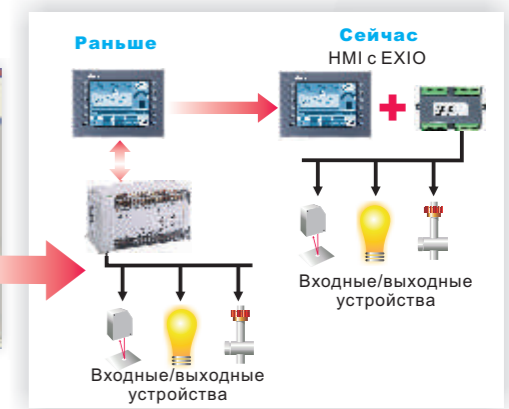 Раньше
Сейчас
HMI с EXIO
Входные/выходные
устройства
Входные/выходные
устройства